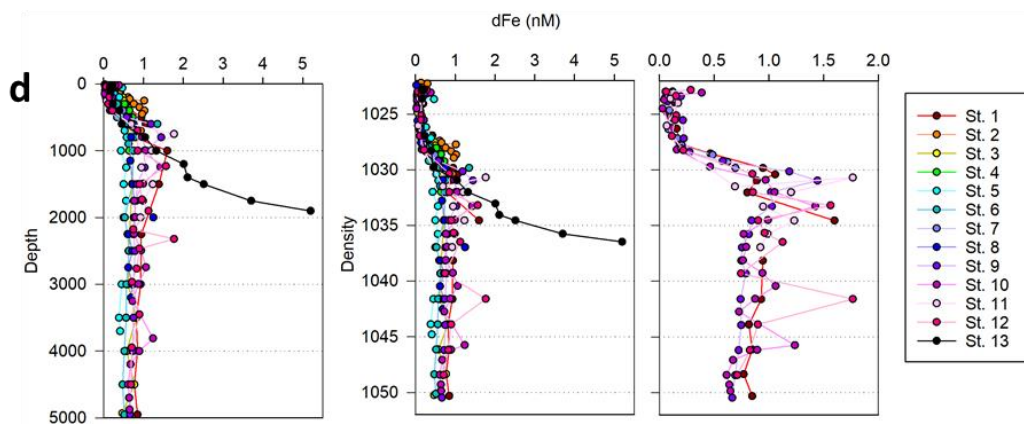 dFe (nM)
d
0 1 2 3 4 5
0 1 2 3 4 5
0.0 0.5 1.0 1.5 2.0
Depth
0
1000
2000
3000
4000
5000
Density
1025
1030
1035
1040
1045
1050
St. 1
St. 2
St. 3
St. 4
St. 5
St. 6
St. 7
St. 8
St. 9
St. 10
St. 11
St. 12
St. 13